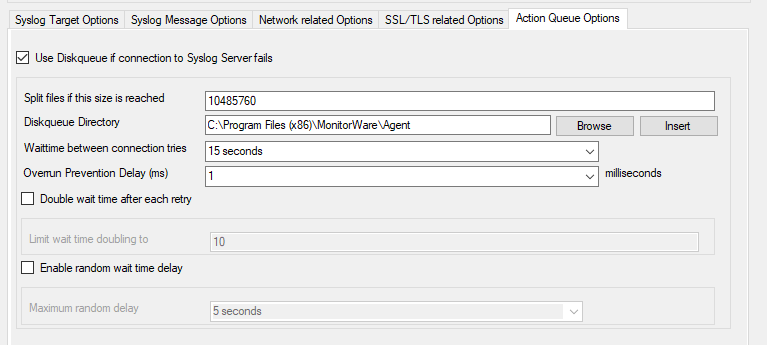 Syslog Target Options Syslog Message Options Network related Options SSL/TLS related Options Action Queue Options
Use Diskqueue if connection to Syslog Server fails
Split files if this size is reached 10485760
Diskqueue Directory C:\Program Files (x86)\MonitorWare\Agent Browse Insert
Waittime between connection tries 15 seconds
Overrun Prevention Delay (ms) 1 milliseconds
Double wait time after each retry
Limit wait time doubling to 10
Enable random wait time delay
Maximum random delay 5 seconds